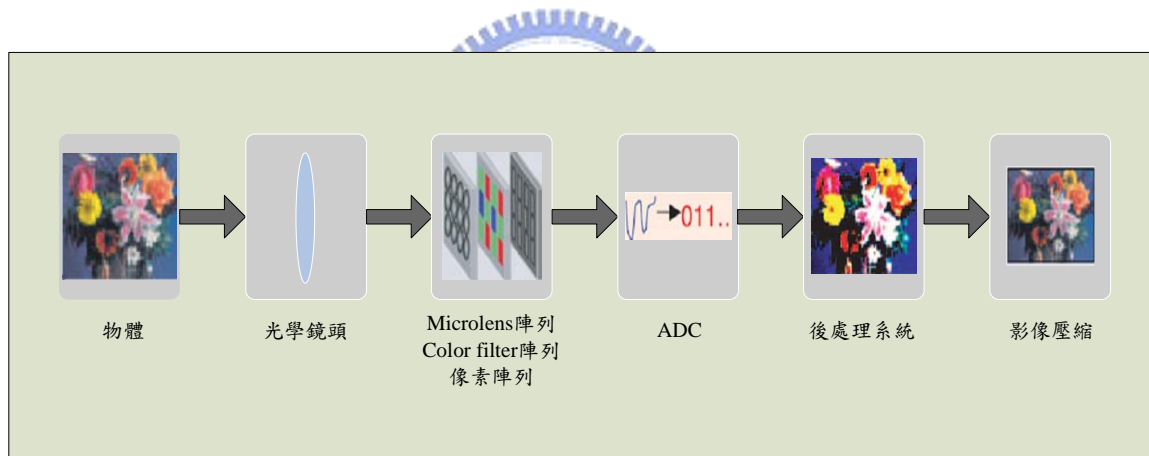 011..
物體
光學鏡頭
Microlens陣列
Color filter陣列
像素陣列
ADC
後處理系統
影像壓縮